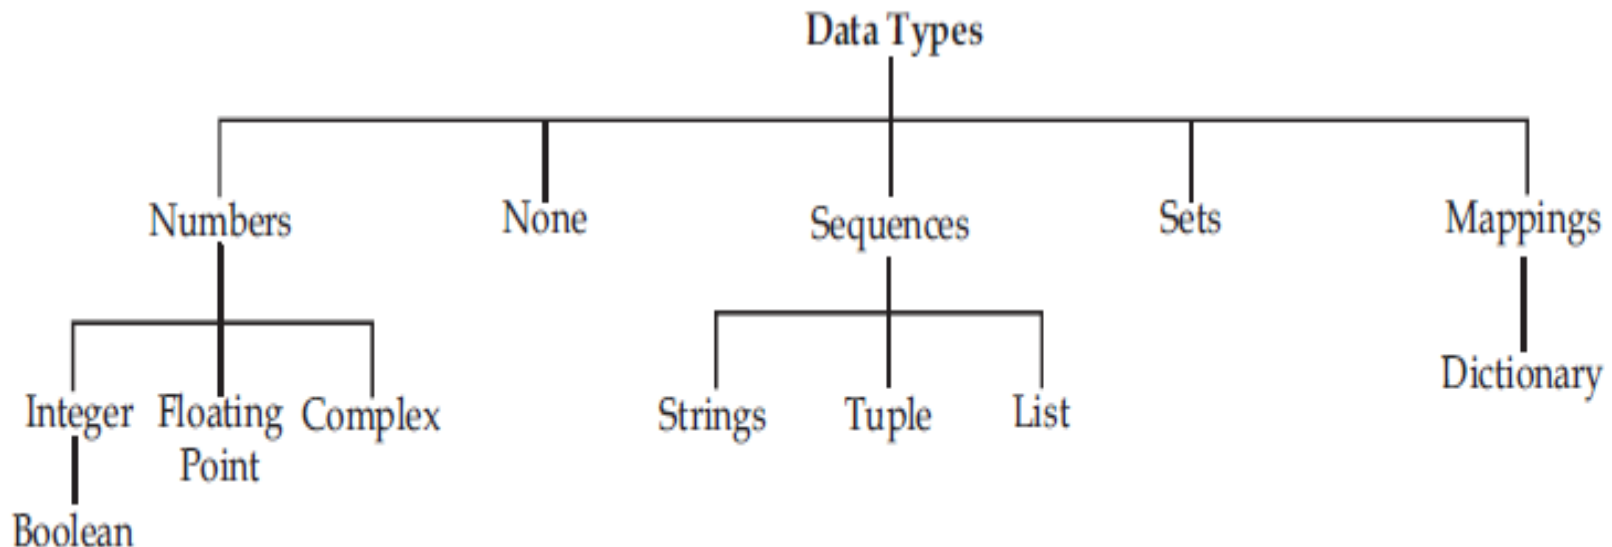 Data Types
Numbers
None
Sequences
Sets
Mappings
Integer
Floating
Point
Complex
Boolean
Strings
Tuple
List
Dictionary